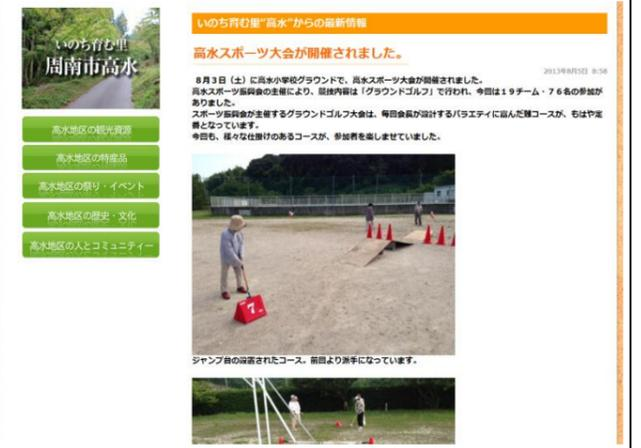 いのち育む里
周南市高水
高水地区の観光資源
高水地区の特産品
高水地区の祭り・イベント
高水地区の歴史・文化
高水地区の人とコミュニティー
いのち育む里“高水”からの最新情報
高水スポーツ大会が開催されました。
2013年8月5日 8:58
８月３日（土）に高水小学校グラウンドで、高水スポーツ大会が開催されました。
高水スポーツ振興会の主催により、競技内容は「グラウンドゴルフ」で行われ、今回は１９チーム・７６名の参加が
ありました。
スポーツ振興会が主催するグラウンドゴルフ大会は、毎回会長が設計するバラエティに富んだ難コースが、もはや定
番となっています。
今回も、様々な仕掛けのあるコースが、参加者を楽しませていました。
7
ジャンプ台の設置されたコース。前回より派手になっています。